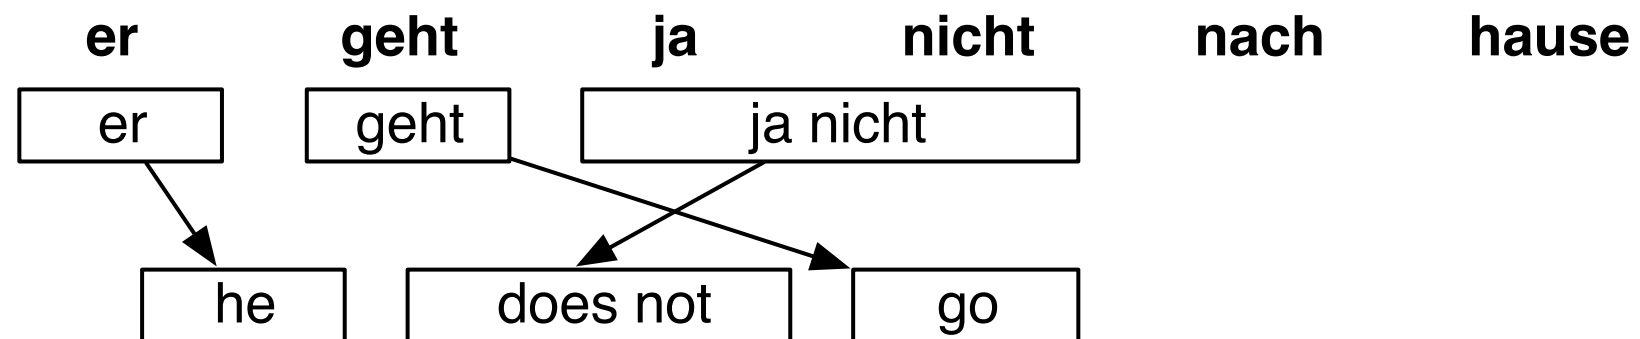 er geht ja nicht nach hause
er geht ja nicht
he does not go